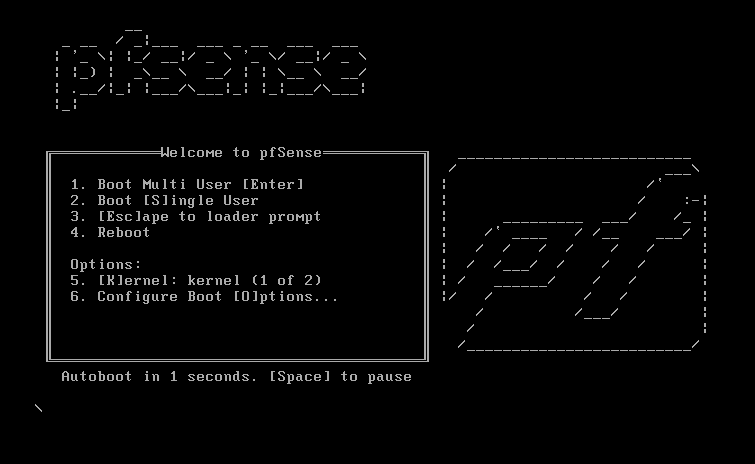 pfSense
Welcome to pfSense
1. Boot Multi User [Enter]
2. Boot [S]ingle User
3. [Esc]ape to loader prompt
4. Reboot
Options:
5. [K]ernel: kernel (1 of 2)
6. Configure Boot [O]ptions...
Autoboot in 1 seconds. [Space] to pause
\
pf